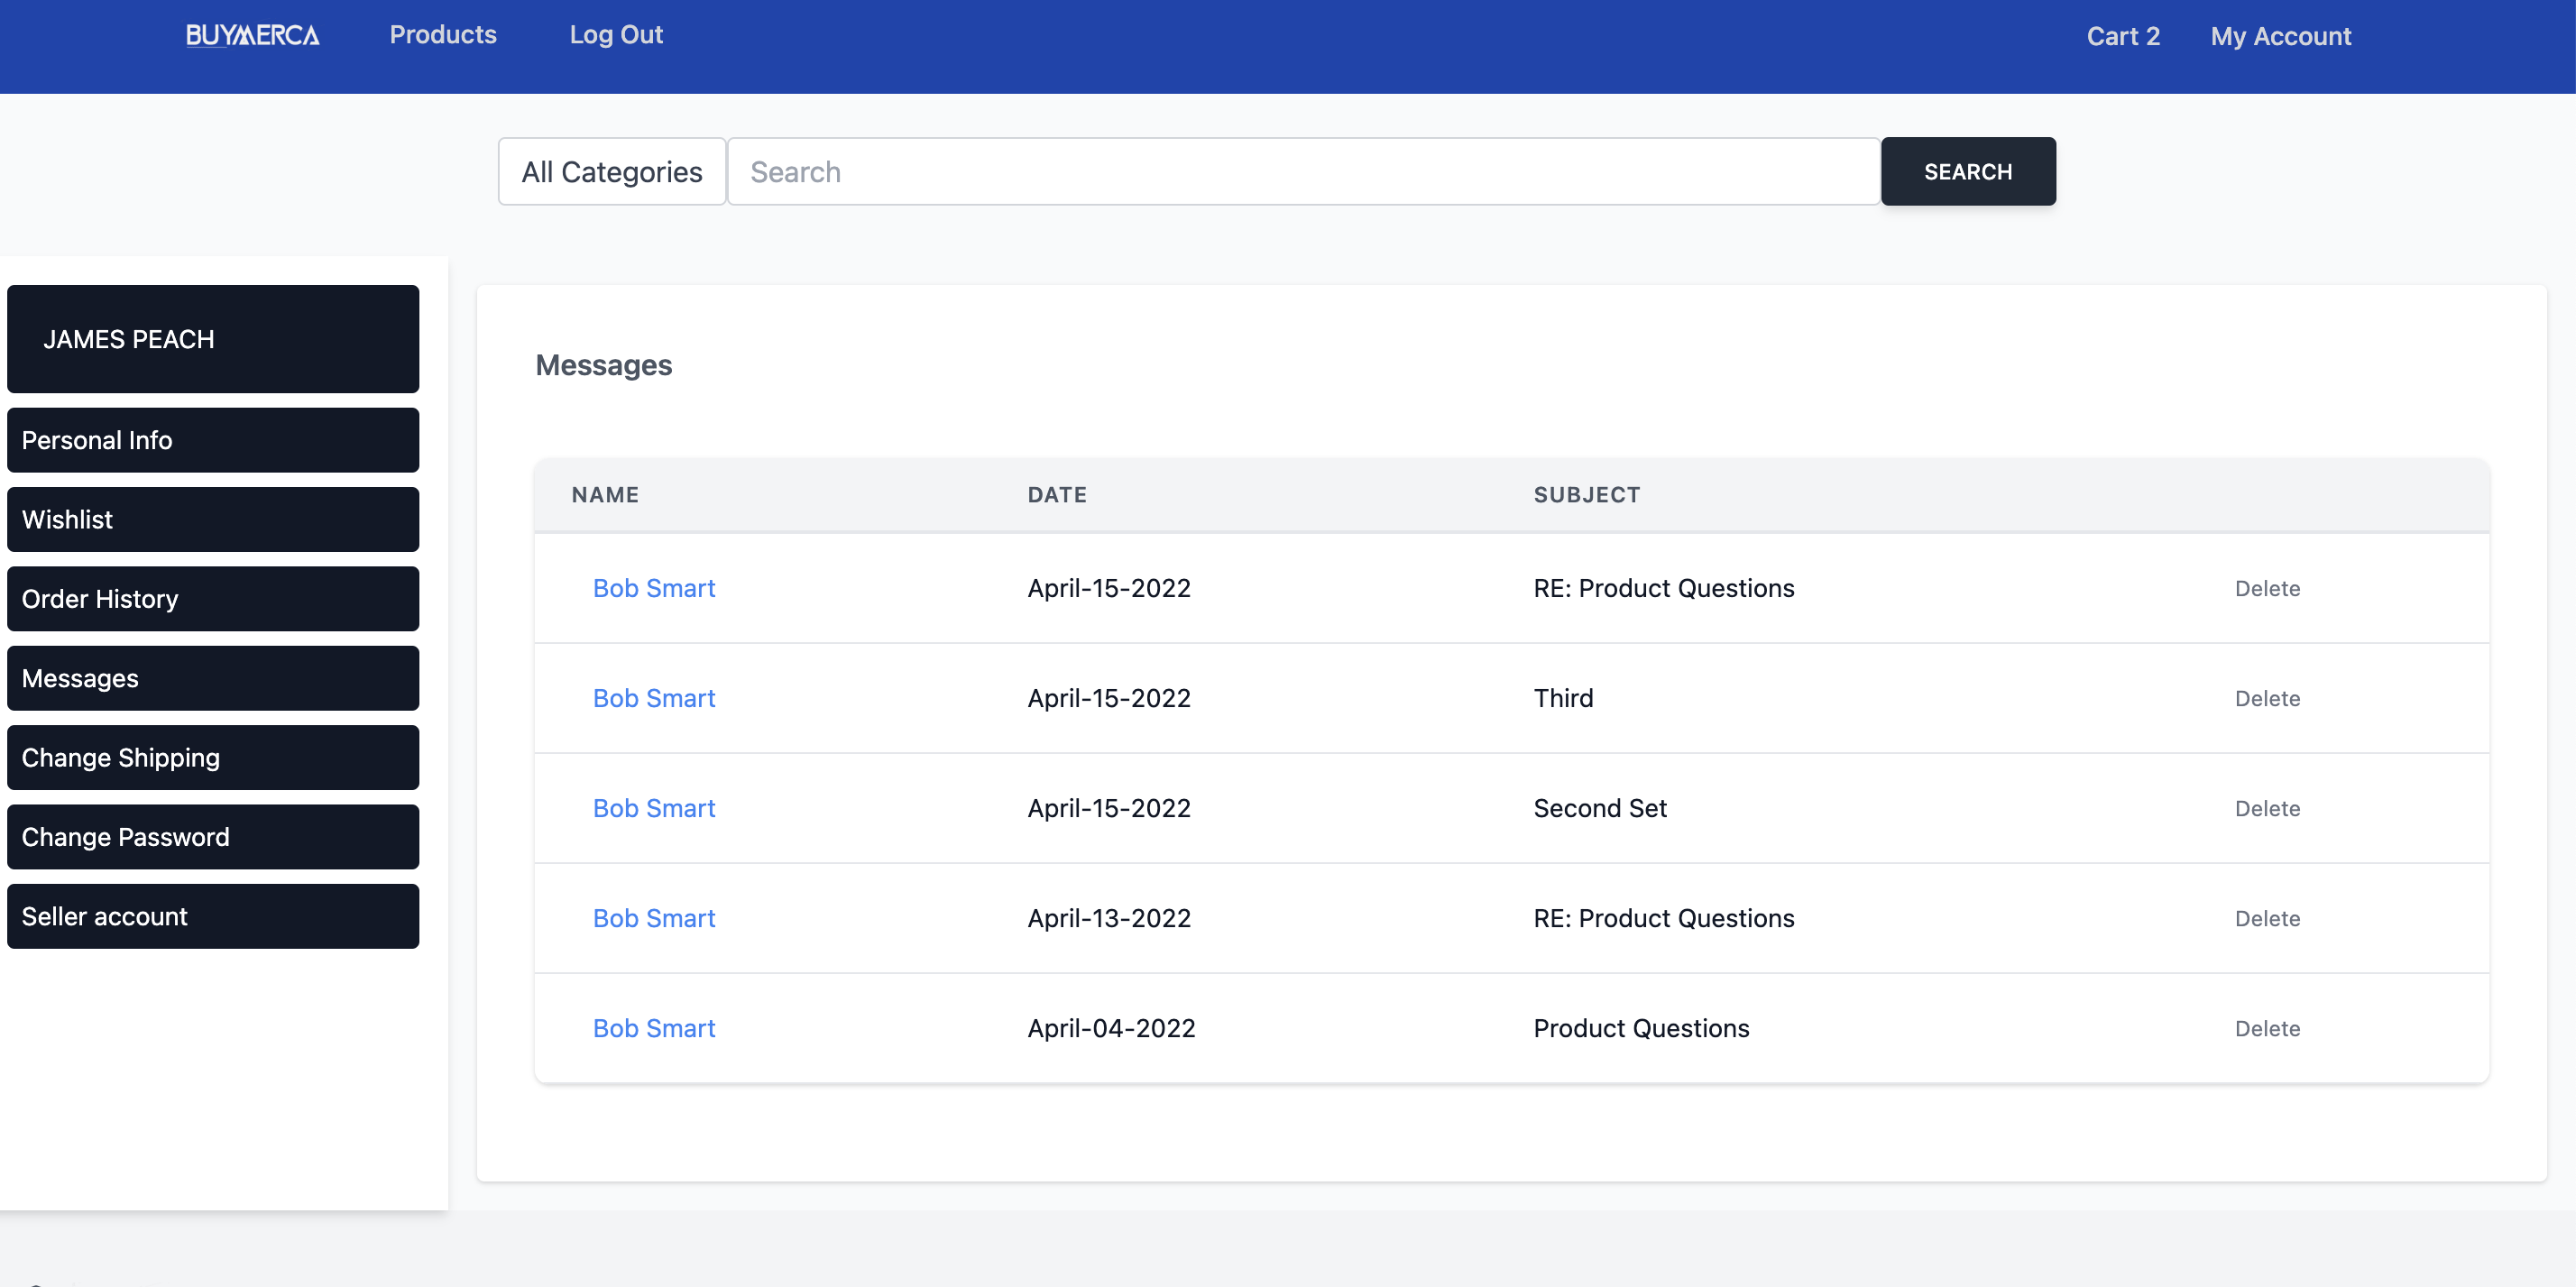 BUYMERCA Products Log Out Cart 2 My Account
All Categories Search SEARCH
JAMES PEACH
Personal Info
Wishlist
Order History
Messages
Change Shipping
Change Password
Seller account
Messages
NAME DATE SUBJECT
Bob Smart April-15-2022 RE: Product Questions Delete
Bob Smart April-15-2022 Third Delete
Bob Smart April-15-2022 Second Set Delete
Bob Smart April-13-2022 RE: Product Questions Delete
Bob Smart April-04-2022 Product Questions Delete